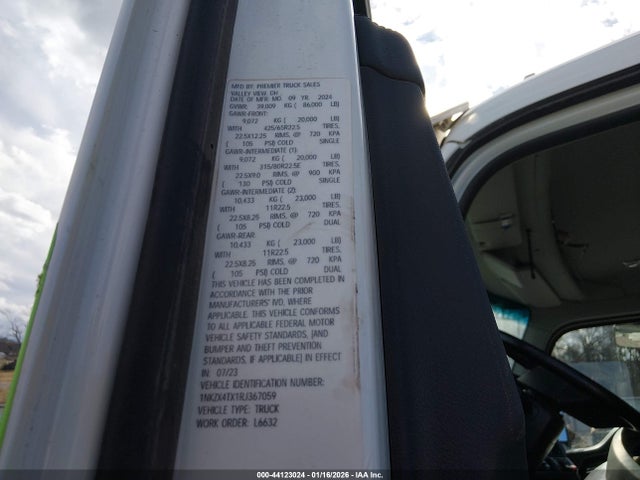 MFD BY: PREMIER TRUCK SALES
VALLEY VIEW, OH
DATE OF MFR: MO 09 YR. 2024
GVWR: 39,009 KG ( 86,000 LB)
GAWR-FRONT:
9,072 KG ( 20,000 LB)
WITH 425/65R22.5 TIRES,
22.5X12.25 RIMS, @ 720 KPA
( 105 PSI) COLD SINGLE
GAWR-INTERMEDIATE (1):
9,072 KG ( 20,000 LB)
WITH 315/80R22.5E TIRES,
22.5X9.0 RIMS, @ 900 KPA
( 130 PSI) COLD SINGLE
GAWR-INTERMEDIATE (2):
10,433 KG ( 23,000 LB)
WITH 11R22.5 TIRES,
22.5X8.25 RIMS, @ 720 KPA
( 105 PSI) COLD DUAL
GAWR-REAR:
10,433 KG ( 23,000 LB)
WITH 11R22.5 TIRES,
22.5X8.25 RIMS, @ 720 KPA
( 105 PSI) COLD DUAL
THIS VEHICLE HAS BEEN COMPLETED IN
ACCORDANCE WITH THE PRIOR
MANUFACTURERS' IVD, WHERE
APPLICABLE. THIS VEHICLE CONFORMS
TO ALL APPLICABLE FEDERAL MOTOR
VEHICLE SAFETY STANDARDS, [AND
BUMPER AND THEFT PREVENTION
STANDARDS, IF APPLICABLE] IN EFFECT
IN: 07/23
VEHICLE IDENTIFICATION NUMBER:
1NKZX4TX1RJ367059
VEHICLE TYPE: TRUCK
WORK ORDER: L6632
000-44123024 | 01/16/2026 | IAA Inc.